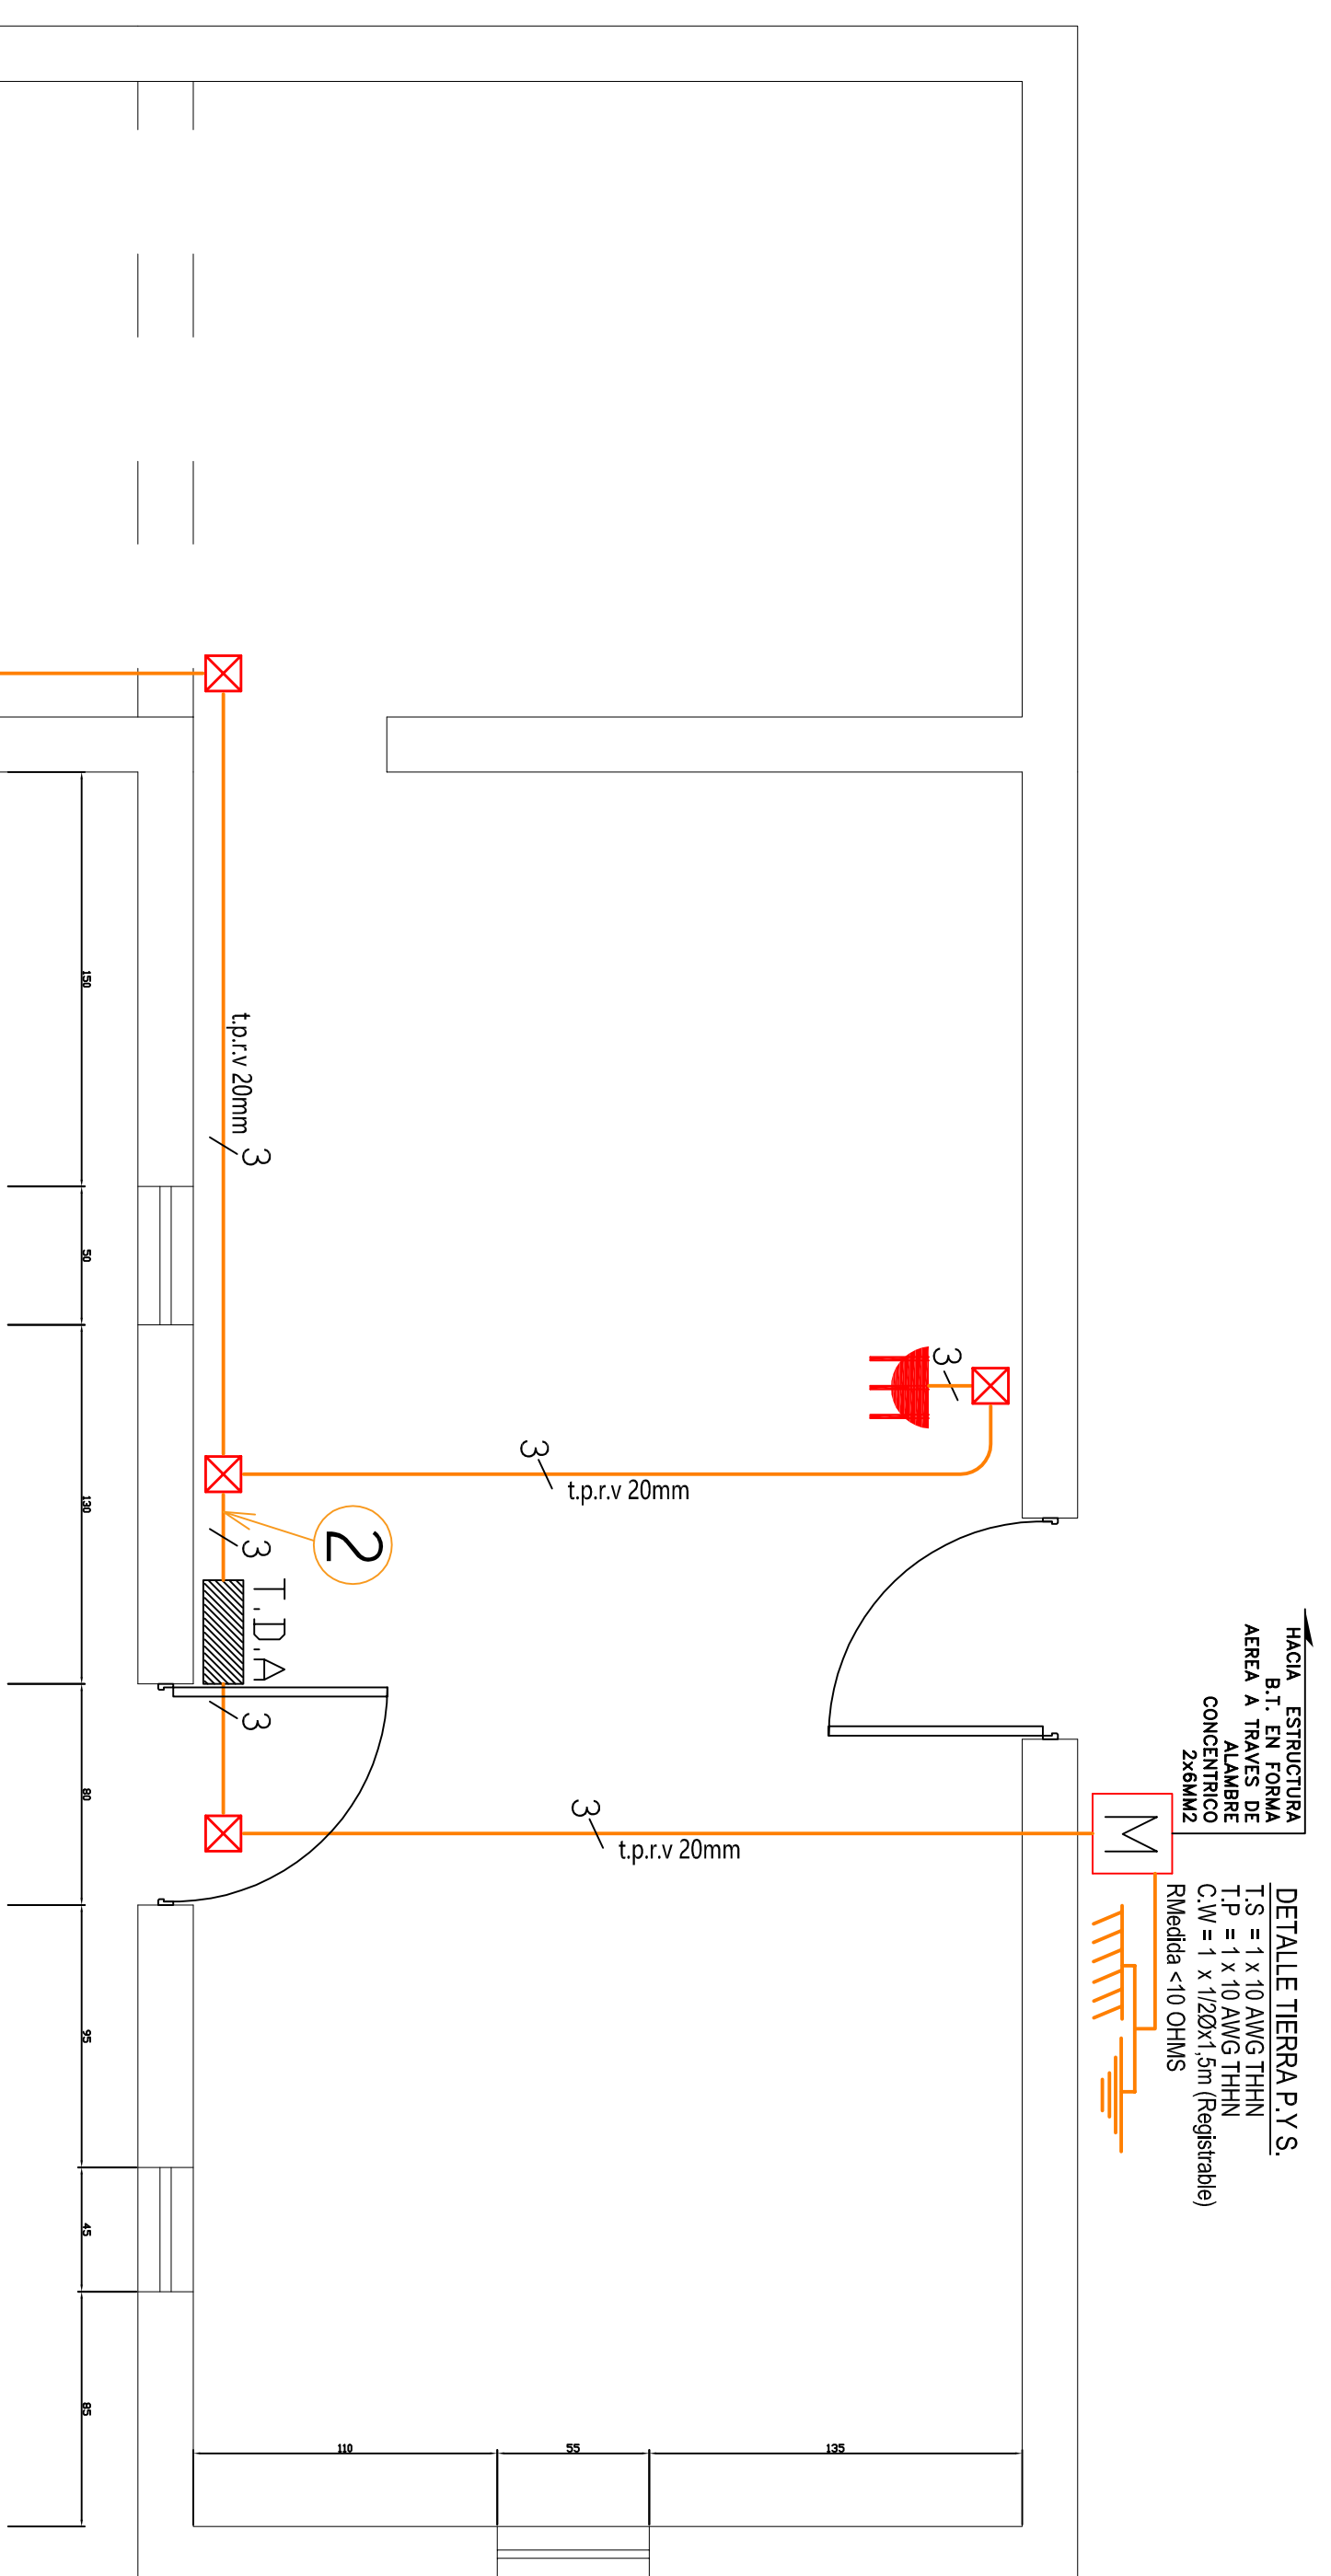 HACIA ESTRUCTURA
B.T. EN FORMA
AEREA A TRAVES DE
ALAMBRE
CONCENTRICO
2x6MM2
DETALLE TIERRA P.Y S.
T.S = 1 x 10 AWG THHN
T.P = 1 x 10 AWG THHN
C.W = 1 x 1/2Øx1,5m (Registrable)
RMedida <10 OHMS
M
3
t.p.r.v 20mm
3
3
t.p.r.v 20mm
2
3
T.D.A
3
t.p.r.v 20mm
3
150
50
130
80
95
45
85
110
55
135